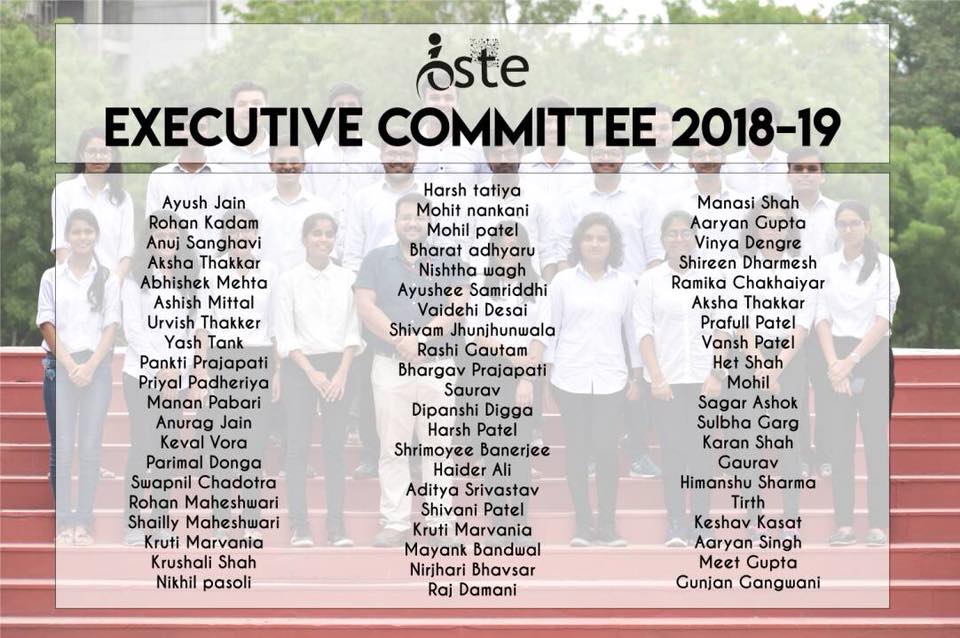 iste
EXECUTIVE COMMITTEE 2018-19
Ayush Jain
Rohan Kadam
Anuj Sanghavi
Aksha Thakkar
Abhishek Mehta
Ashish Mittal
Urvish Thakker
Yash Tank
Pankti Prajapati
Priyal Padheriya
Manan Pabari
Anurag Jain
Keval Vora
Parimal Donga
Swapnil Chadotra
Rohan Maheshwari
Shailly Maheshwari
Kruti Marvania
Krushali Shah
Nikhil pasoli
Harsh tatiya
Mohit nankani
Mohil patel
Bharat adhyaru
Nishtha wagh
Ayushee Samriddhi
Vaidehi Desai
Shivam Jhunjhunwala
Rashi Gautam
Bhargav Prajapati
Saurav
Dipanshi Digga
Harsh Patel
Shrimoyee Banerjee
Haider Ali
Aditya Srivastav
Shivani Patel
Kruti Marvania
Mayank Bandwal
Nirjhari Bhavsar
Raj Damani
Manasi Shah
Aaryan Gupta
Vinya Dengre
Shireen Dharmesh
Ramika Chakhaiyar
Aksha Thakkar
Prafull Patel
Vansh Patel
Het Shah
Mohil
Sagar Ashok
Sulbha Garg
Karan Shah
Gaurav
Himanshu Sharma
Tirth
Keshav Kasat
Aaryan Singh
Meet Gupta
Gunjan Gangwani